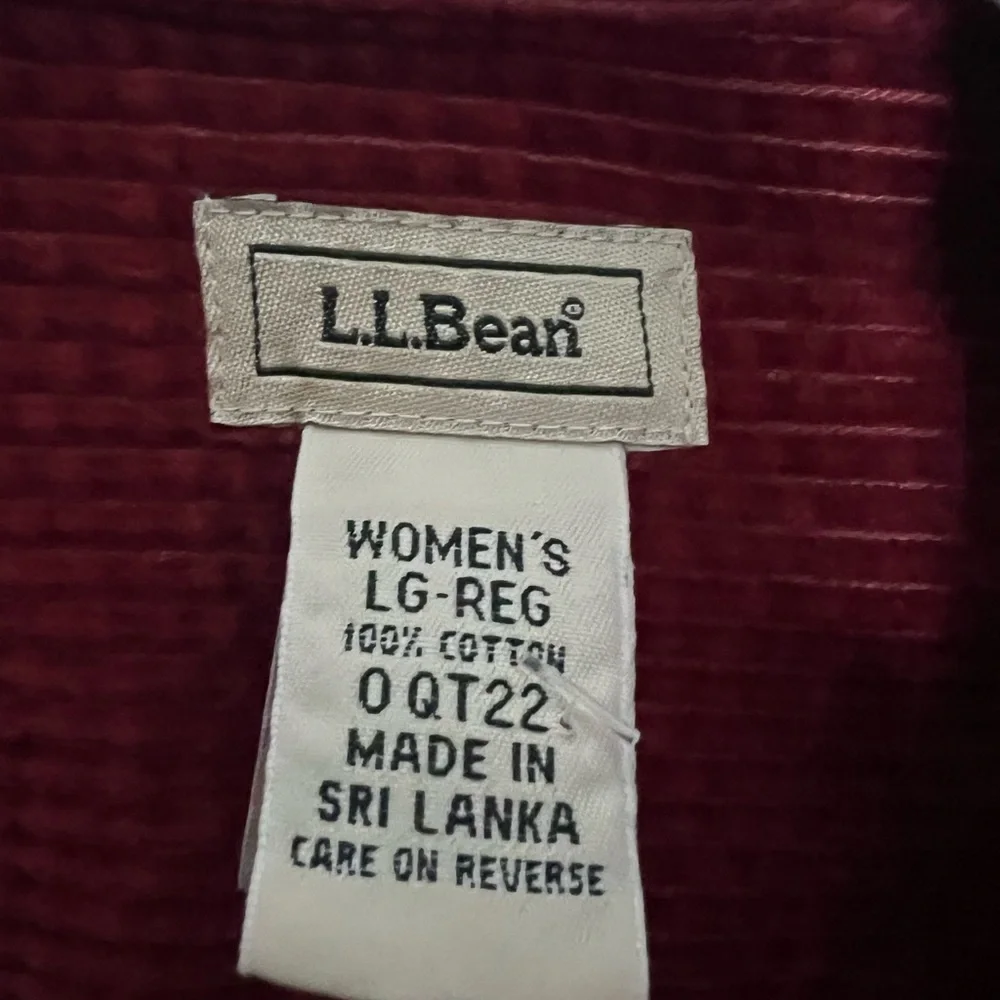 L.L.Bean®
WOMEN'S
LG-REG
100% COTTON
0 QT22
MADE IN
SRI LANKA
CARE ON REVERSE